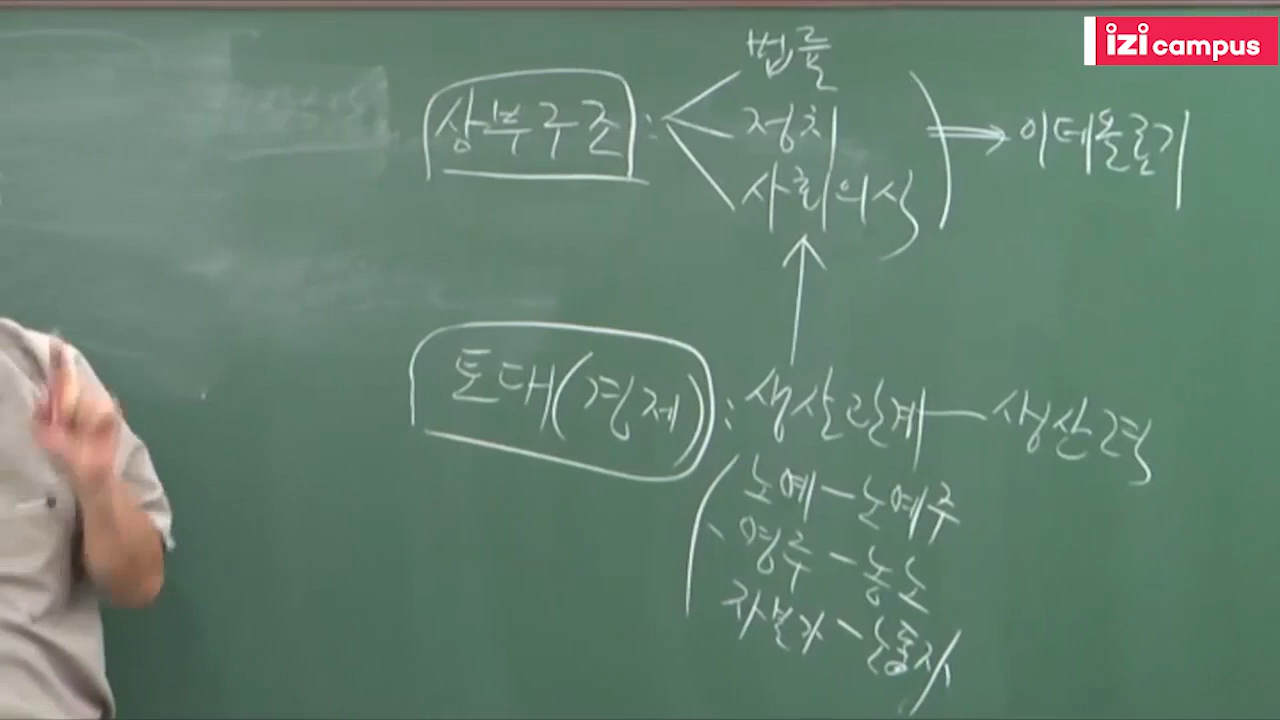 izi campus
법률
상부구조 : 정치 ⇒ 이데올로기
사회의식
↑
토대(경제) : 생산관계 — 생산력
노예 — 노예주
영주 — 농노
자본가 — 노동자